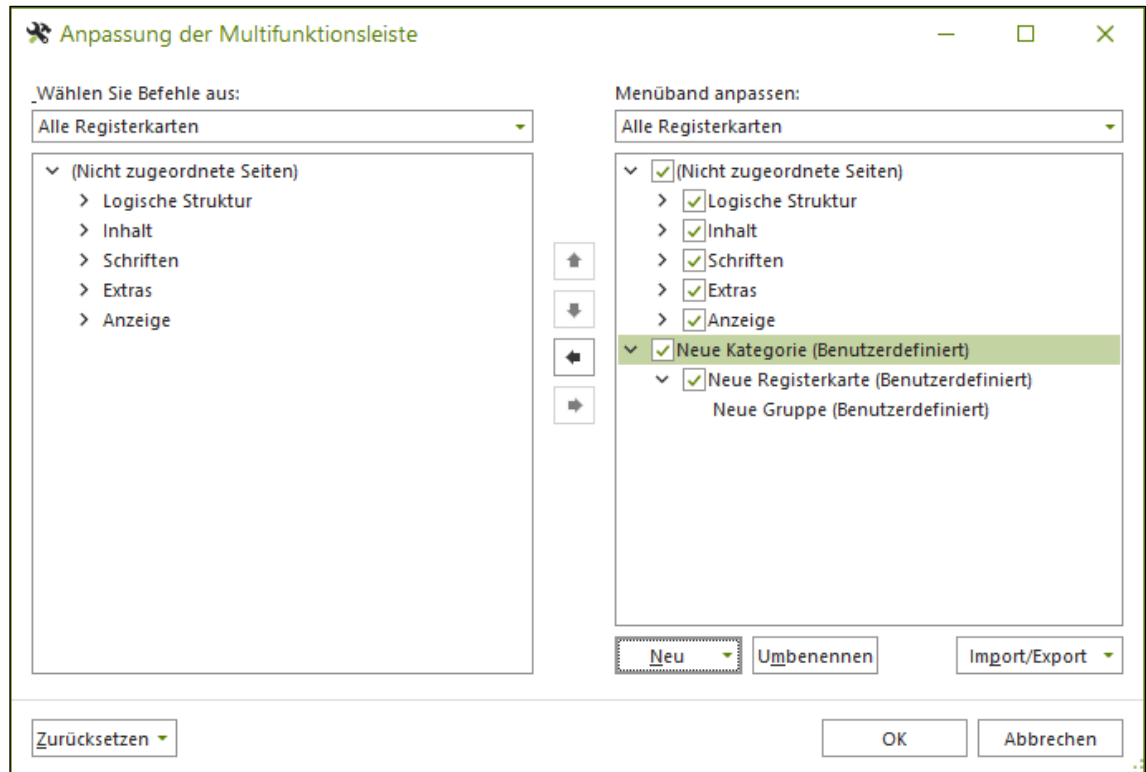 Anpassung der Multifunktionsleiste
Wählen Sie Befehle aus:
Alle Registerkarten
(Nicht zugeordnete Seiten)
Logische Struktur
Inhalt
Schriften
Extras
Anzeige
Menüband anpassen:
Alle Registerkarten
(Nicht zugeordnete Seiten)
Logische Struktur
Inhalt
Schriften
Extras
Anzeige
Neue Kategorie (Benutzerdefiniert)
Neue Registerkarte (Benutzerdefiniert)
Neue Gruppe (Benutzerdefiniert)
Neu Umbenennen Import/Export
Zurücksetzen OK Abbrechen